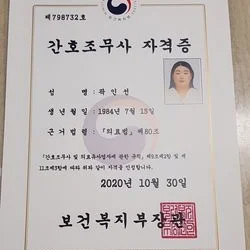 제798732호
간호조무사 자격증
성 명 : 곽인선
생년월일 : 1984년 7월 15일
근거법령 : 「의료법」 제80조
「간호조무사 및 의료유사업자에 관한 규칙」 제9조제2항 및 제
11조제3항에 따라 위와 같이 자격을 인정합니다.
2020년 10월 30일
보건복지부장관